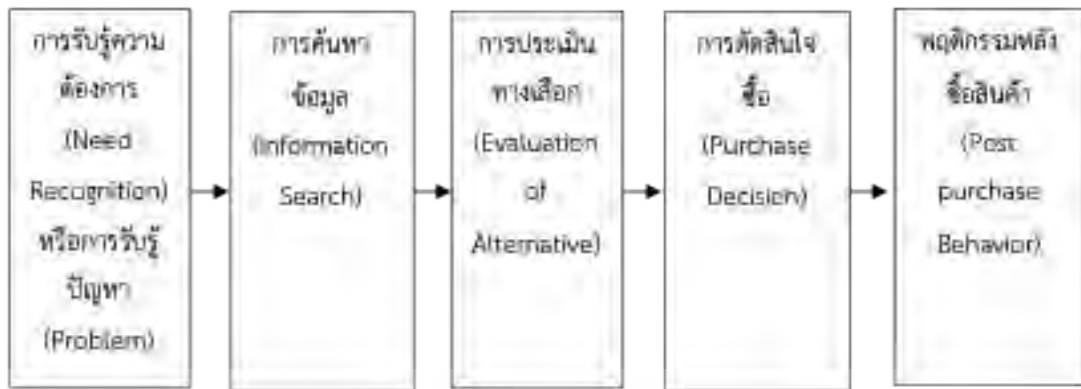 การรับรู้ความ
ต้องการ
(Need
Recognition)
หรือการรับรู้
ปัญหา
(Problem)
การค้นหา
ข้อมูล
(Information
Search)
การประเมิน
ทางเลือก
(Evaluation
of
Alternative)
การตัดสินใจ
ซื้อ
(Purchase
Decision)
พฤติกรรมหลัง
ซื้อสินค้า
(Post
purchase
Behavior)